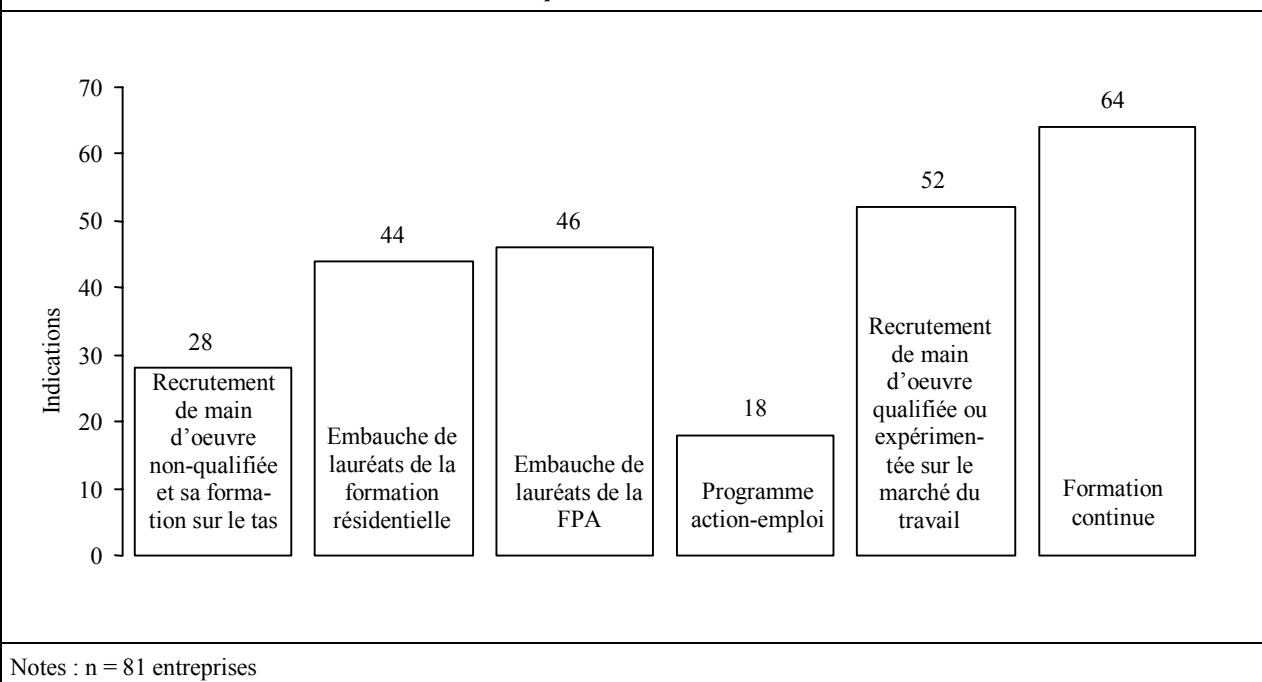 70
60
50
40
30
20
10
0
Indications
28
Recrutement
de main
d’oeuvre
non-qualifiée
et sa forma-
tion sur le tas
44
Embauche de
lauréats de la
formation
résidentielle
46
Embauche de
lauréats de la
FPA
18
Programme
action-emploi
52
Recrutement
de main
d’oeuvre
qualifiée ou
expérimen-
tée sur le
marché du
travail
64
Formation
continue
Notes : n = 81 entreprises